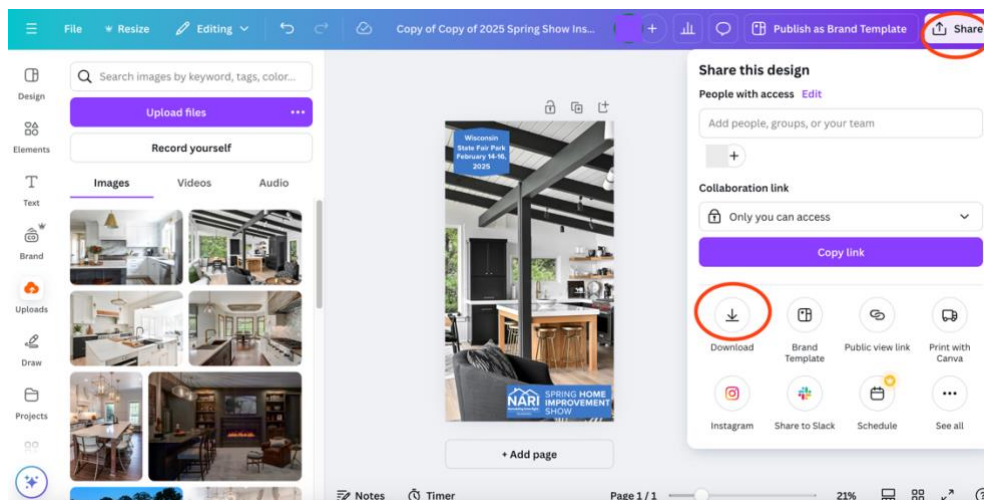 File
Resize
Editing
Copy of Copy of 2025 Spring Show Ins...
Publish as Brand Template
Share
Design
Elements
Text
Brand
Uploads
Draw
Projects
Search images by keyword, tags, color...
Upload files
Record yourself
Images
Videos
Audio
Wisconsin
State Fair Park
February 14-16,
2025
NARI
SPRING HOME
IMPROVEMENT
SHOW
+ Add page
Notes
Timer
Page 1 / 1
21%
Share this design
People with access Edit
Add people, groups, or your team
Collaboration link
Only you can access
Copy link
Download
Brand
Template
Public view link
Print with
Canva
Instagram
Share to Slack
Schedule
See all